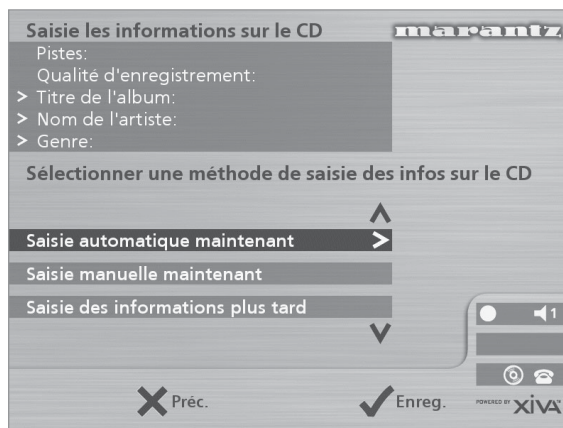 Saisie les informations sur le CD
marantz
Pistes:
Qualité d'enregistrement:
> Titre de l'album:
> Nom de l'artiste:
> Genre:
Sélectionner une méthode de saisie des infos sur le CD
Saisie automatique maintenant >
Saisie manuelle maintenant
Saisie des informations plus tard
1
Préc.
Enreg.
POWERED BY XiVA™